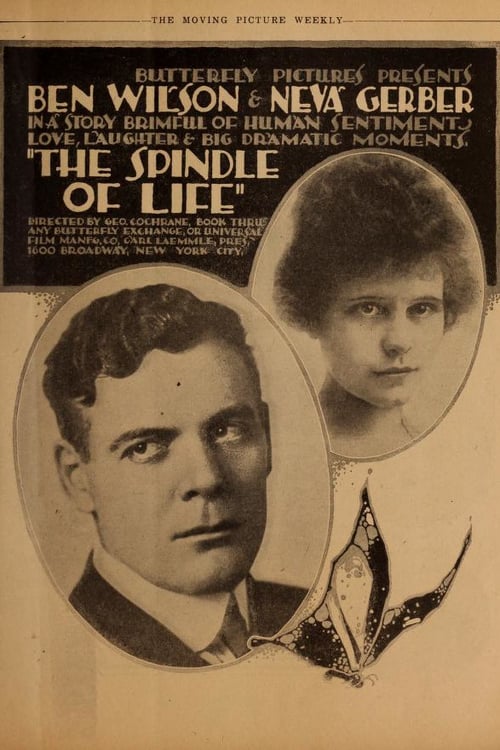 THE MOVING PICTURE WEEKLY
BUTTERFLY PICTURES PRESENTS
BEN WILSON & NEVA GERBER
IN A STORY BRIMFUL OF HUMAN SENTIMENT,
LOVE, LAUGHTER & BIG DRAMATIC MOMENTS.
"THE SPINDLE
OF LIFE"
DIRECTED BY GEO. COCHRANE, BOOK THRU
ANY BUTTERFLY EXCHANGE, OR UNIVERSAL
FILM MANFG. CO, CARL LAEMMLE, PRES,
1600 BROADWAY, NEW YORK CITY,